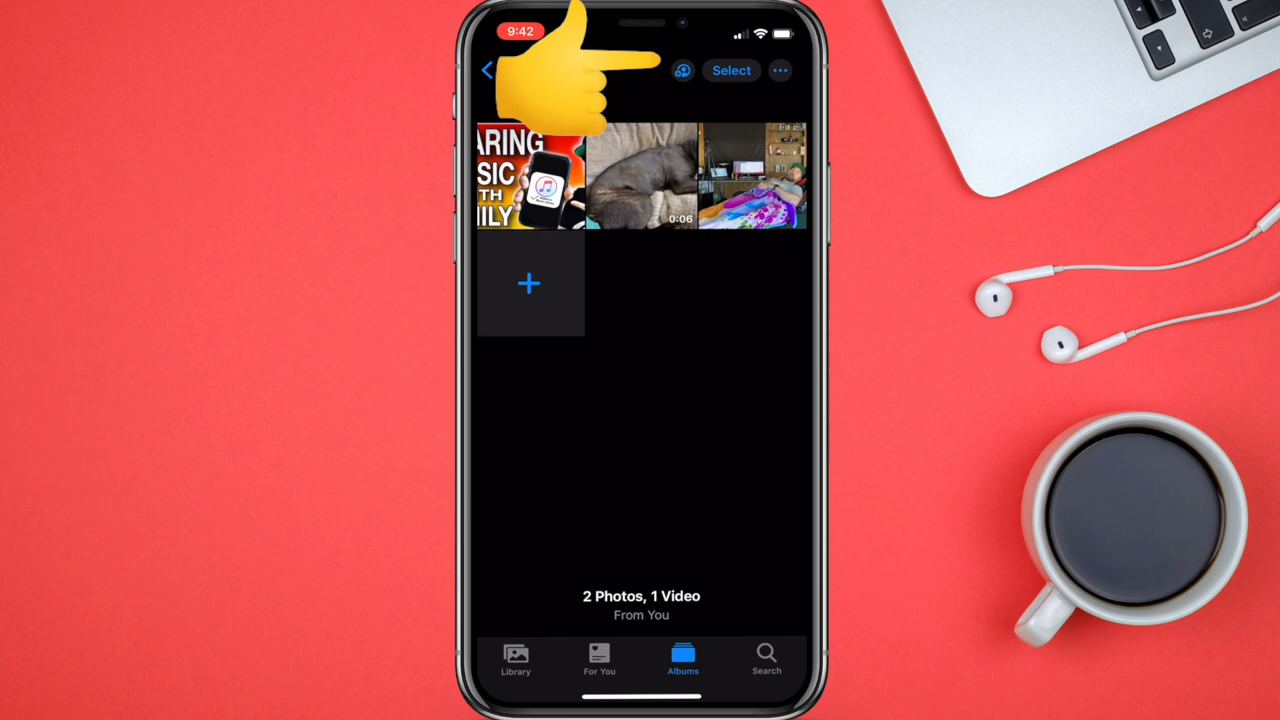 9:42
Select
ARING
SIC
TH
ILY
0:06
2 Photos, 1 Video
From You
Library
For You
Albums
Search